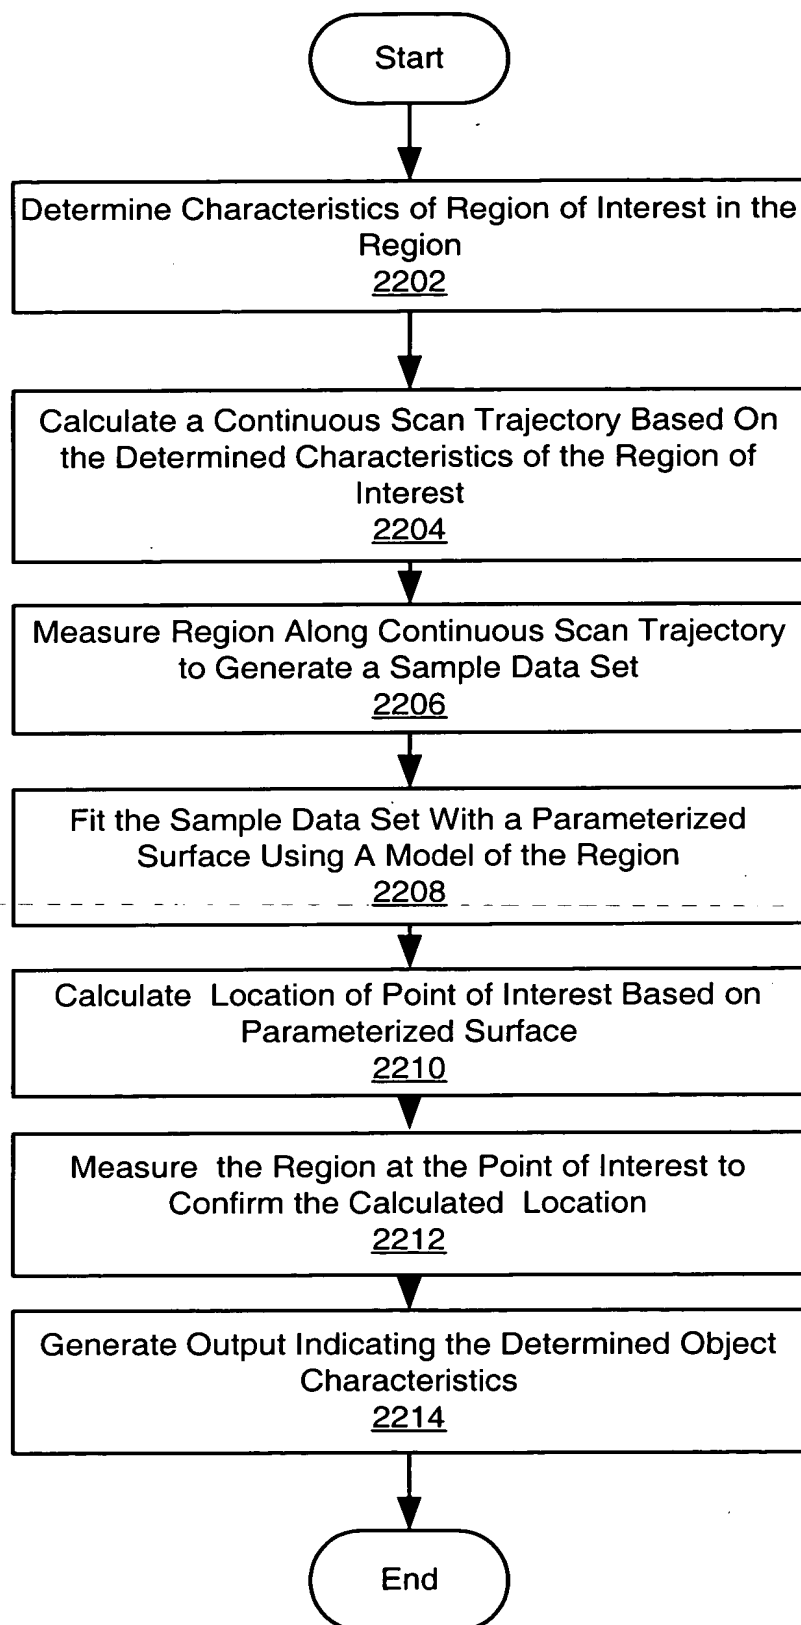 Start
Determine Characteristics of Region of Interest in the
Region
2202
Calculate a Continuous Scan Trajectory Based On
the Determined Characteristics of the Region of
Interest
2204
Measure Region Along Continuous Scan Trajectory
to Generate a Sample Data Set
2206
Fit the Sample Data Set With a Parameterized
Surface Using A Model of the Region
2208
Calculate Location of Point of Interest Based on
Parameterized Surface
2210
Measure the Region at the Point of Interest to
Confirm the Calculated Location
2212
Generate Output Indicating the Determined Object
Characteristics
2214
End